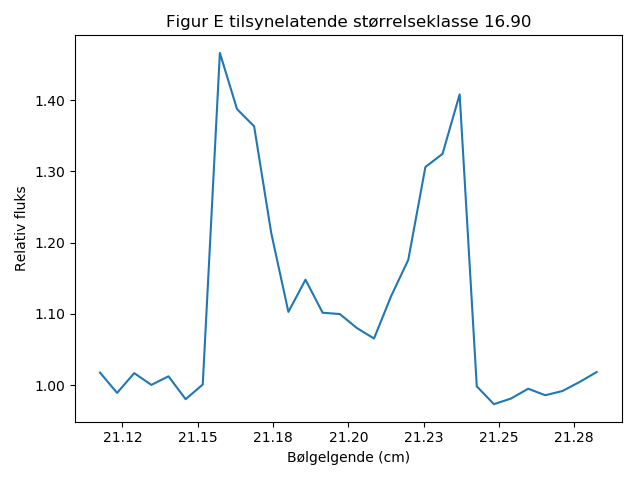 Figur E tilsynelatende størrelseklasse 16.90
1.40
1.30
1.20
1.10
1.00
Relativ fluks
21.12 21.15 21.18 21.20 21.23 21.25 21.28
Bølgelgende (cm)